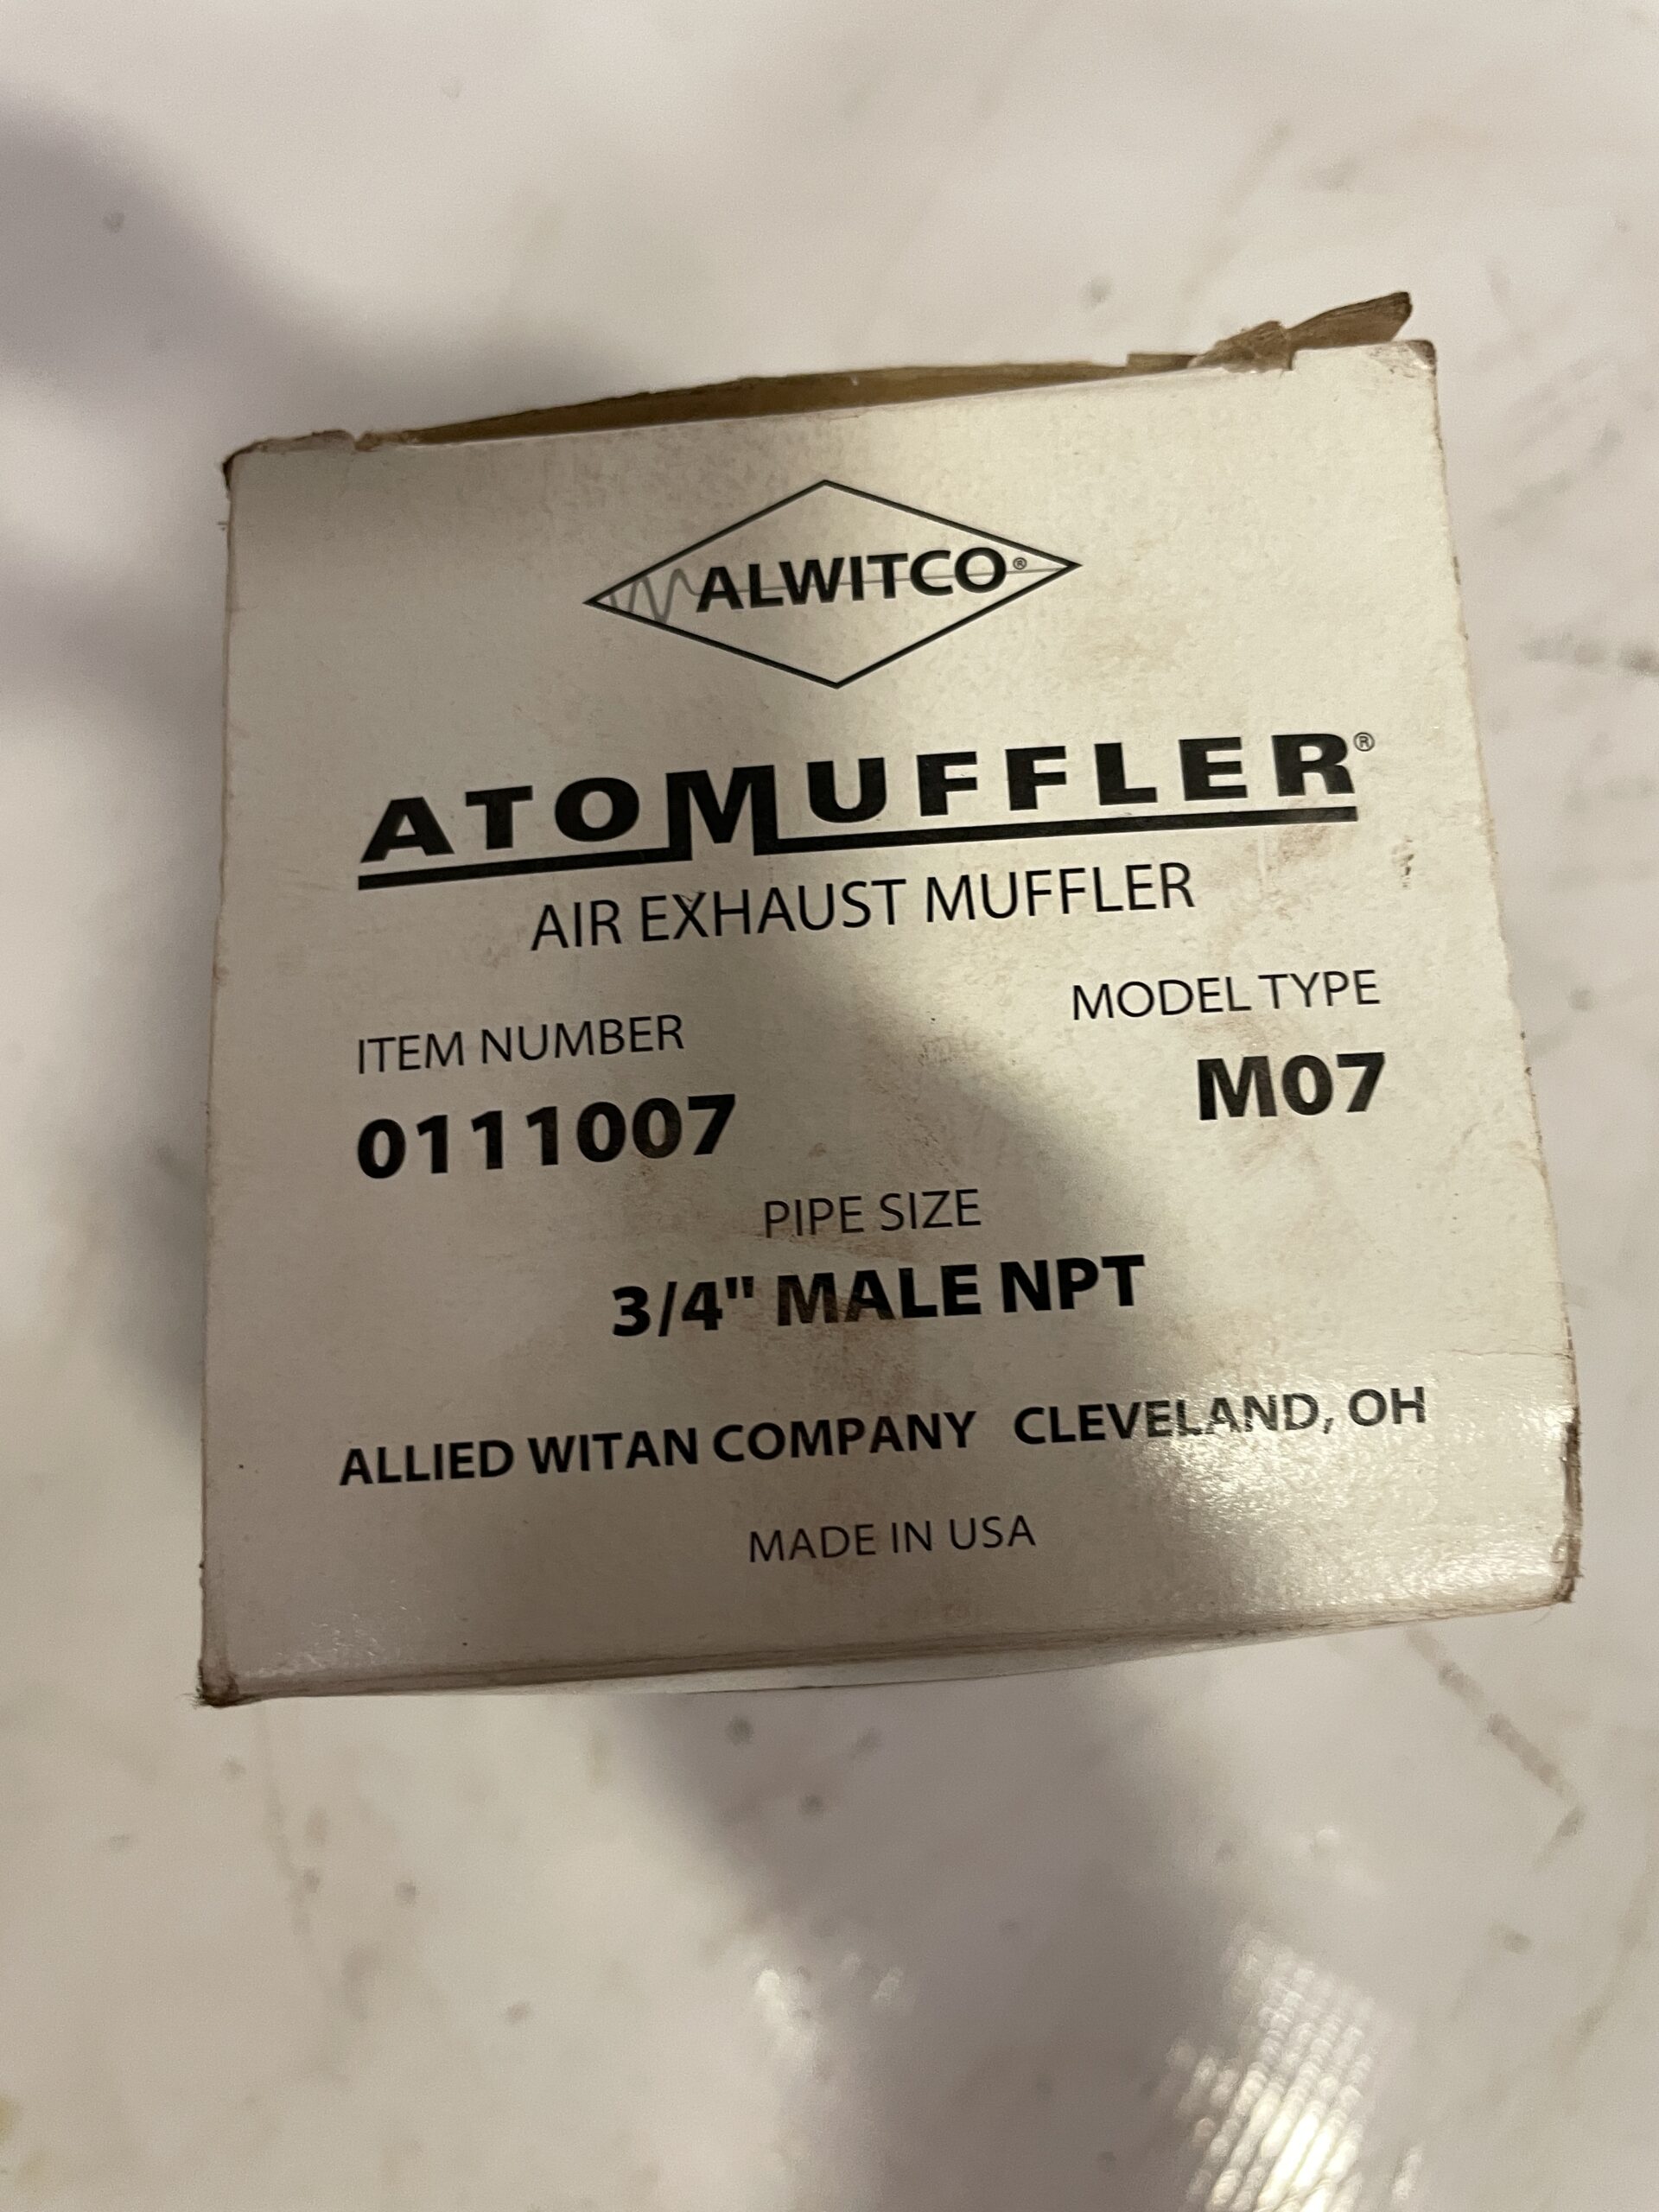 ALWITCO®
ATOMUFFLER®
AIR EXHAUST MUFFLER
ITEM NUMBER MODEL TYPE
0111007 M07
PIPE SIZE
3/4" MALE NPT
ALLIED WITAN COMPANY CLEVELAND, OH
MADE IN USA